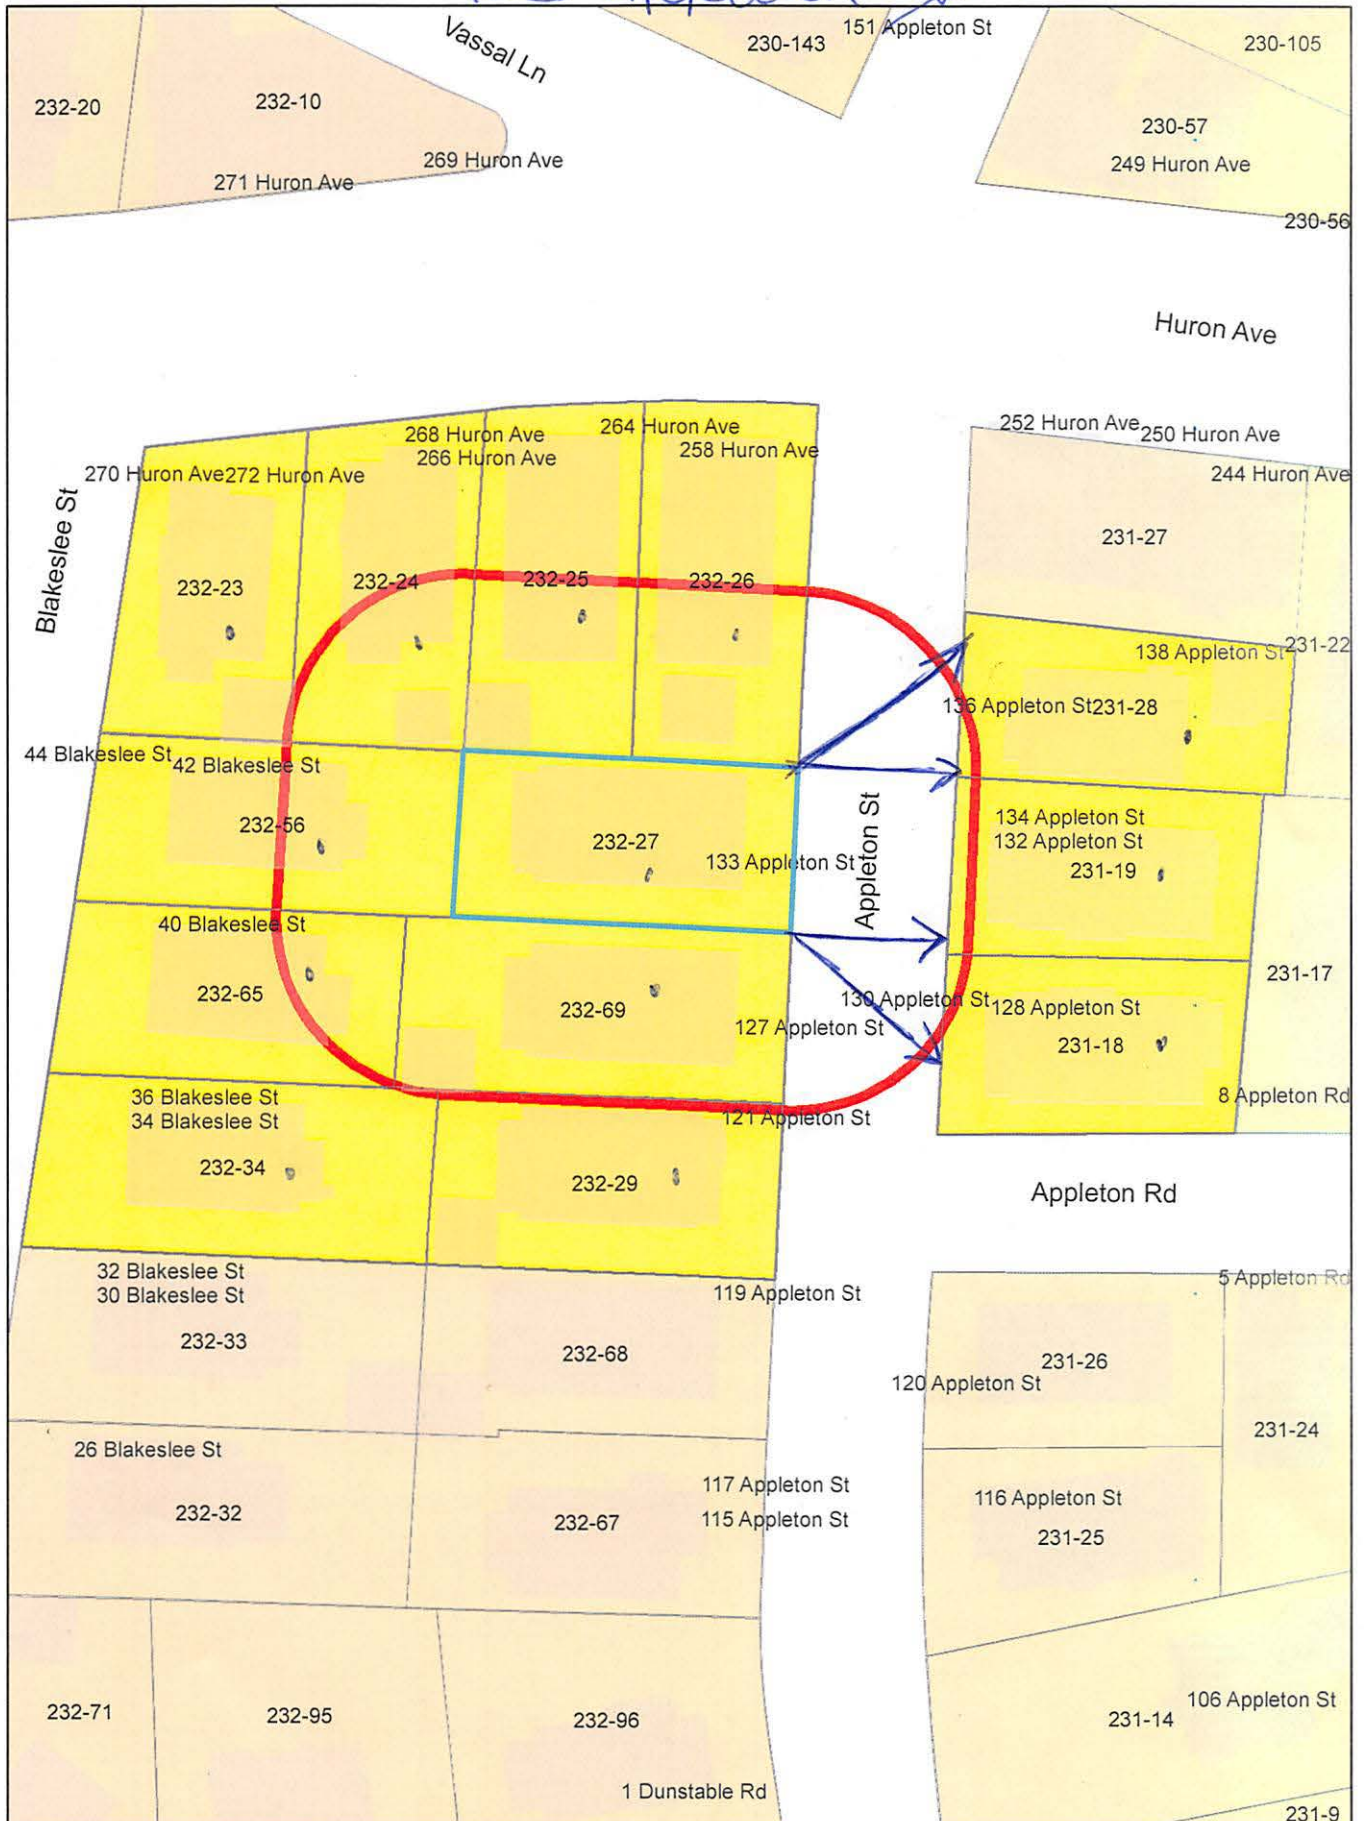 151 Appleton St
Vassal Ln
230-143
230-105
232-20
232-10
230-57
269 Huron Ave
249 Huron Ave
271 Huron Ave
230-56
Huron Ave
252 Huron Ave
250 Huron Ave
268 Huron Ave
264 Huron Ave
266 Huron Ave
258 Huron Ave
270 Huron Ave
272 Huron Ave
244 Huron Ave
Blakeslee St
231-27
232-23
232-24
232-25
232-26
138 Appleton St
231-22
136 Appleton St
231-28
44 Blakeslee St
42 Blakeslee St
232-56
232-27
133 Appleton St
Appleton St
134 Appleton St
132 Appleton St
231-19
40 Blakeslee St
232-65
232-69
127 Appleton St
130 Appleton St
128 Appleton St
231-17
231-18
36 Blakeslee St
34 Blakeslee St
121 Appleton St
8 Appleton Rd
232-34
232-29
Appleton Rd
32 Blakeslee St
30 Blakeslee St
119 Appleton St
5 Appleton Rd
232-33
232-68
231-26
120 Appleton St
231-24
26 Blakeslee St
117 Appleton St
116 Appleton St
232-32
232-67
115 Appleton St
231-25
232-71
232-95
232-96
231-14
106 Appleton St
1 Dunstable Rd
231-9